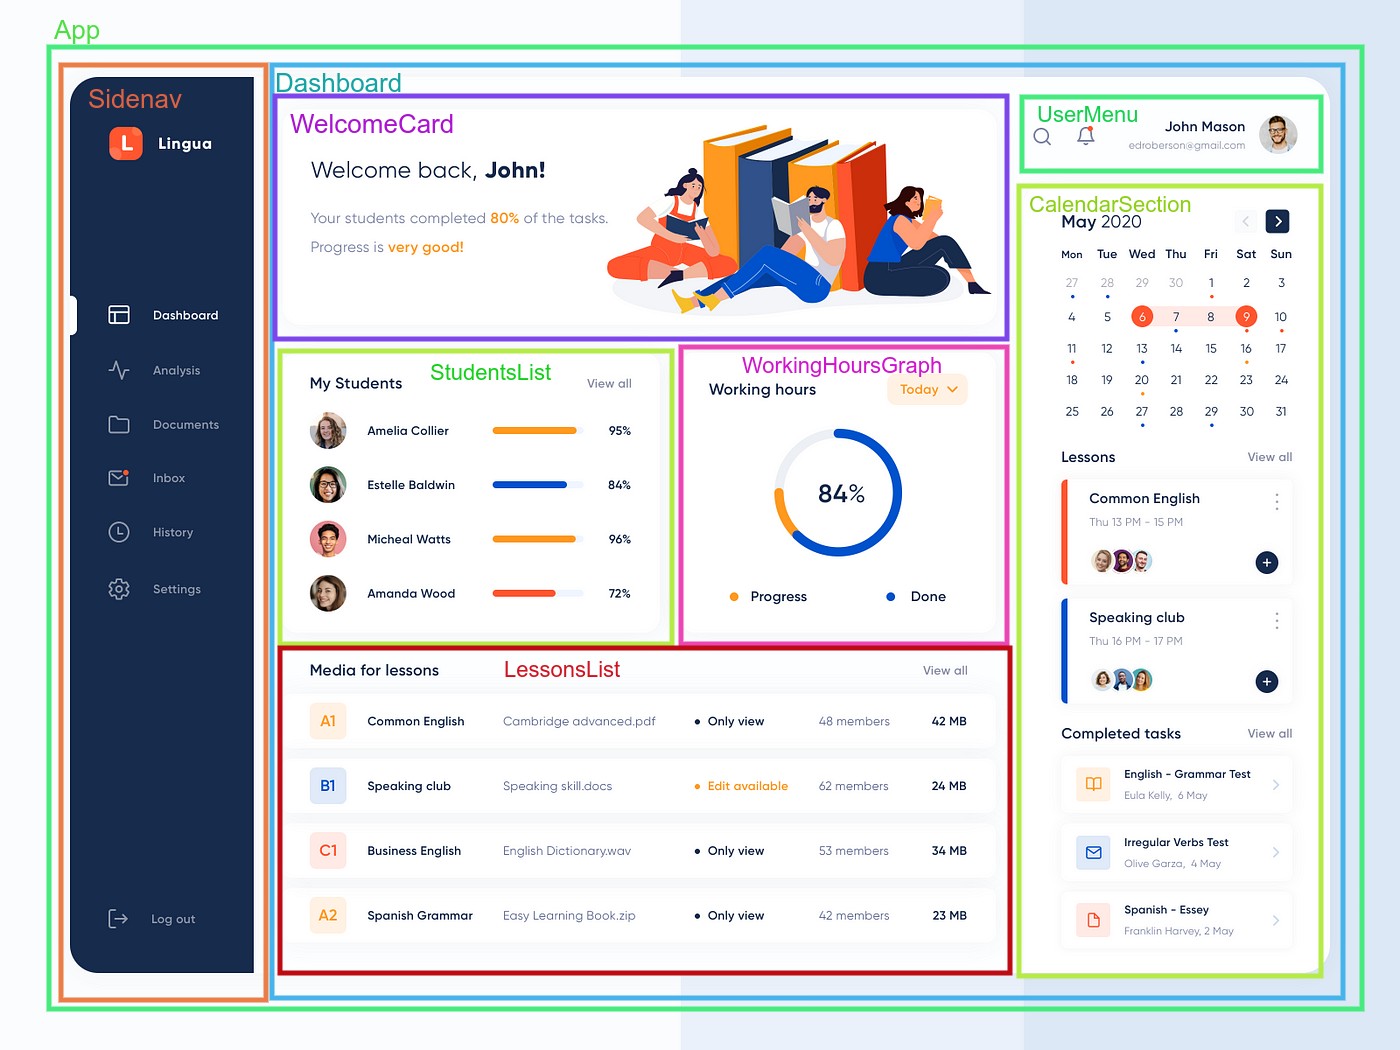 App
Sidenav
L Lingua
Dashboard
Analysis
Documents
Inbox
History
Settings
Log out
Dashboard
WelcomeCard
Welcome back, John!
Your students completed 80% of the tasks.
Progress is very good!
UserMenu
John Mason
edroberson@gmail.com
My Students StudentsList View all
Amelia Collier 95%
Estelle Baldwin 84%
Micheal Watts 96%
Amanda Wood 72%
WorkingHoursGraph
Working hours Today
84%
Progress Done
Media for lessons LessonsList View all
A1 Common English Cambridge advanced.pdf Only view 48 members 42 MB
B1 Speaking club Speaking skill.docs Edit available 62 members 24 MB
C1 Business English English Dictionary.wav Only view 53 members 34 MB
A2 Spanish Grammar Easy Learning Book.zip Only view 42 members 23 MB
CalendarSection
May 2020
Mon Tue Wed Thu Fri Sat Sun
27 28 29 30 1 2 3
4 5 6 7 8 9 10
11 12 13 14 15 16 17
18 19 20 21 22 23 24
25 26 27 28 29 30 31
Lessons View all
Common English
Thu 13 PM - 15 PM
Speaking club
Thu 16 PM - 17 PM
Completed tasks View all
English - Grammar Test
Eula Kelly, 6 May
Irregular Verbs Test
Olive Garza, 4 May
Spanish - Essey
Franklin Harvey, 2 May